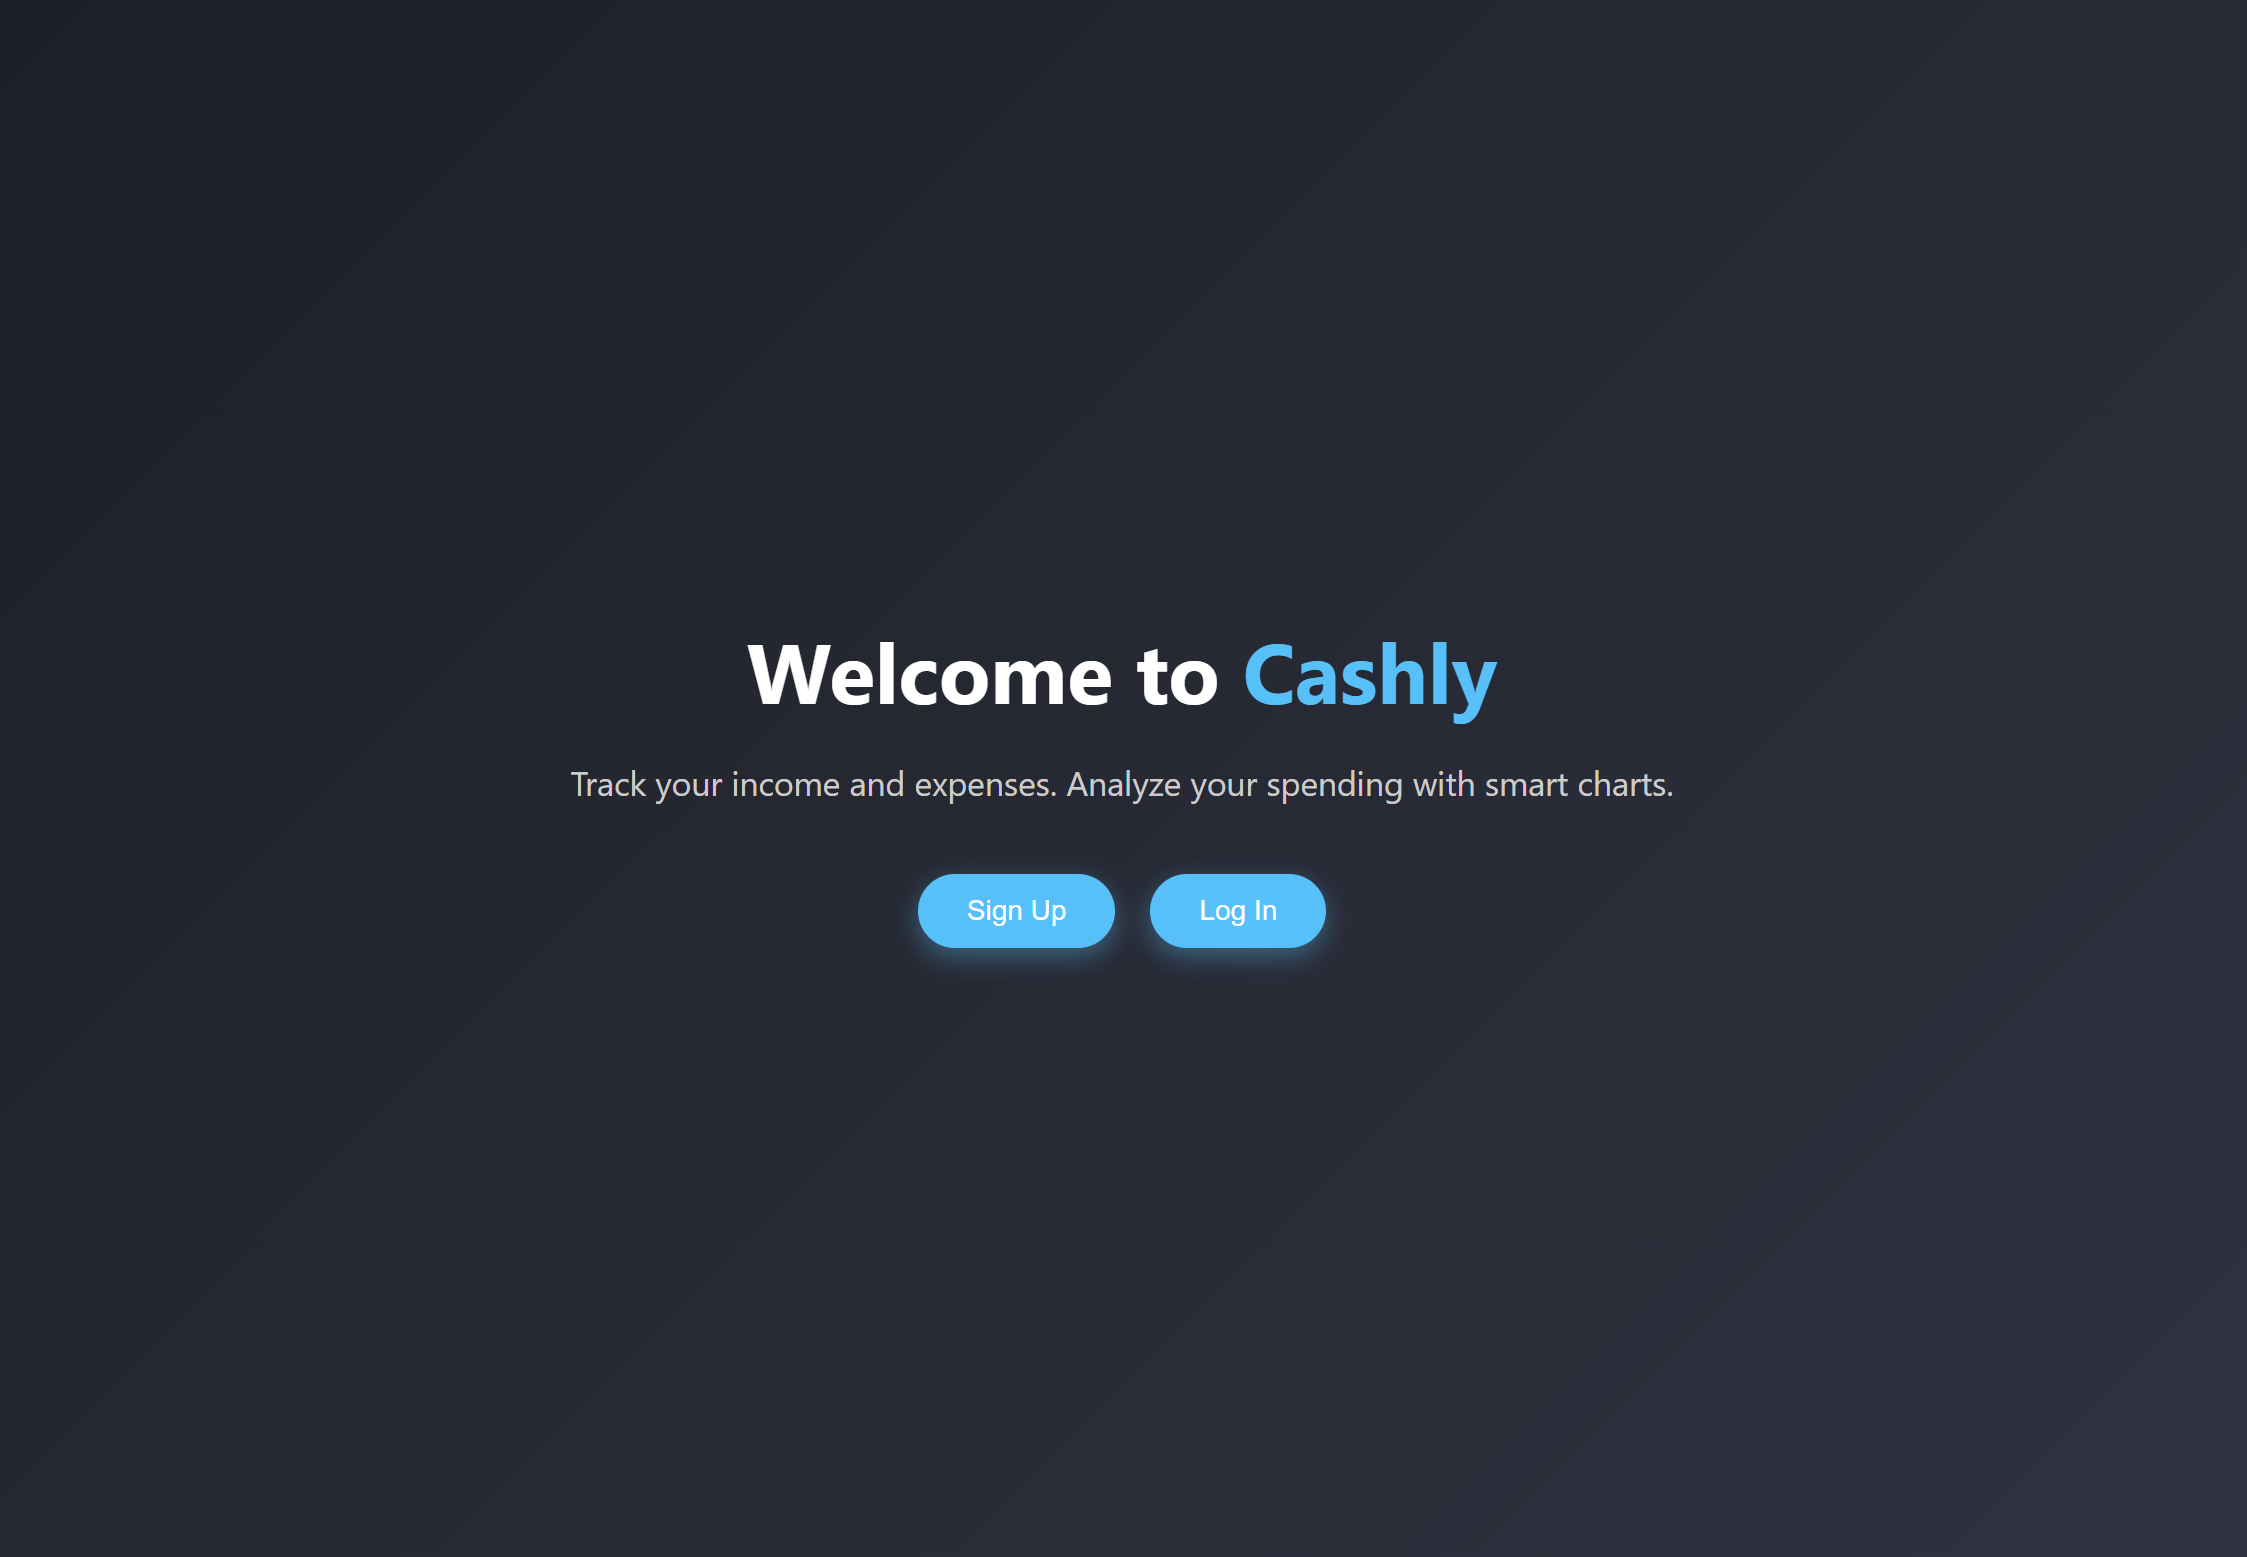 Welcome to Cashly
Track your income and expenses. Analyze your spending with smart charts.
Sign Up
Log In